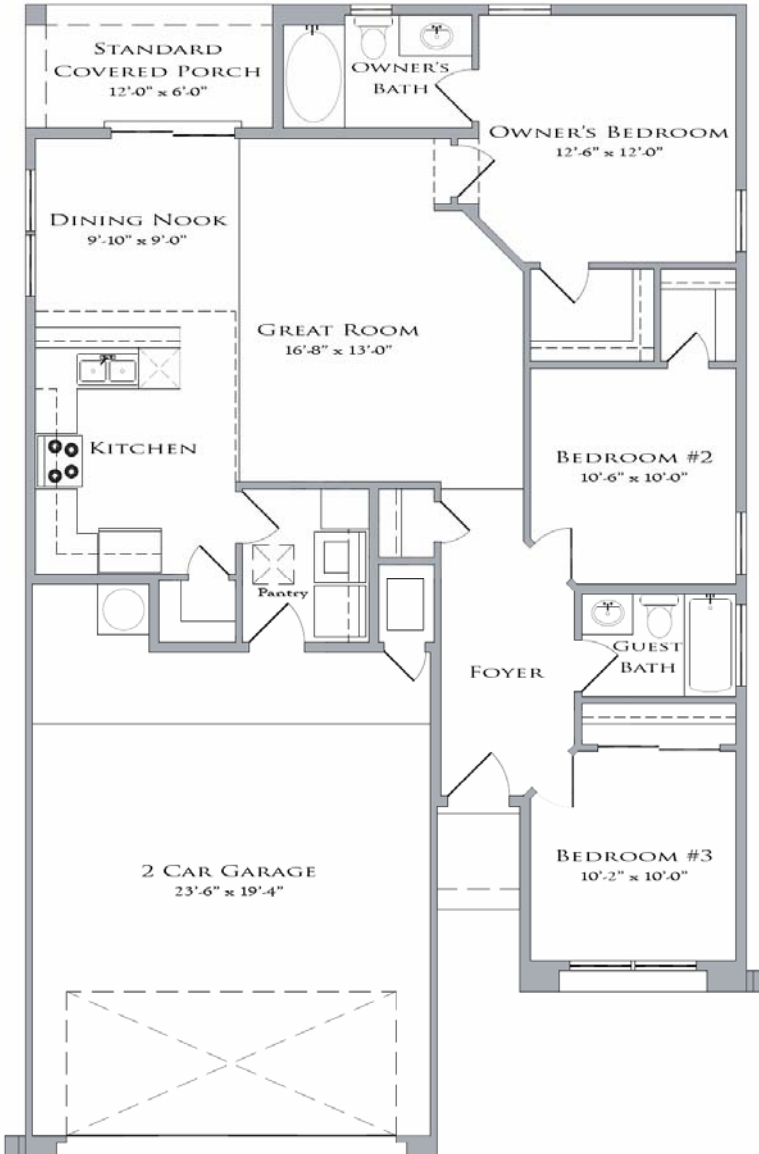 STANDARD
COVERED PORCH
12'-0" x 6'-0"
OWNER'S
BATH
OWNER'S BEDROOM
12'-6" x 12'-0"
DINING NOOK
9'-10" x 9'-0"
GREAT ROOM
16'-8" x 13'-0"
KITCHEN
BEDROOM #2
10'-6" x 10'-0"
Pantry
GUEST
BATH
FOYER
BEDROOM #3
10'-2" x 10'-0"
2 CAR GARAGE
23'-6" x 19'-4"